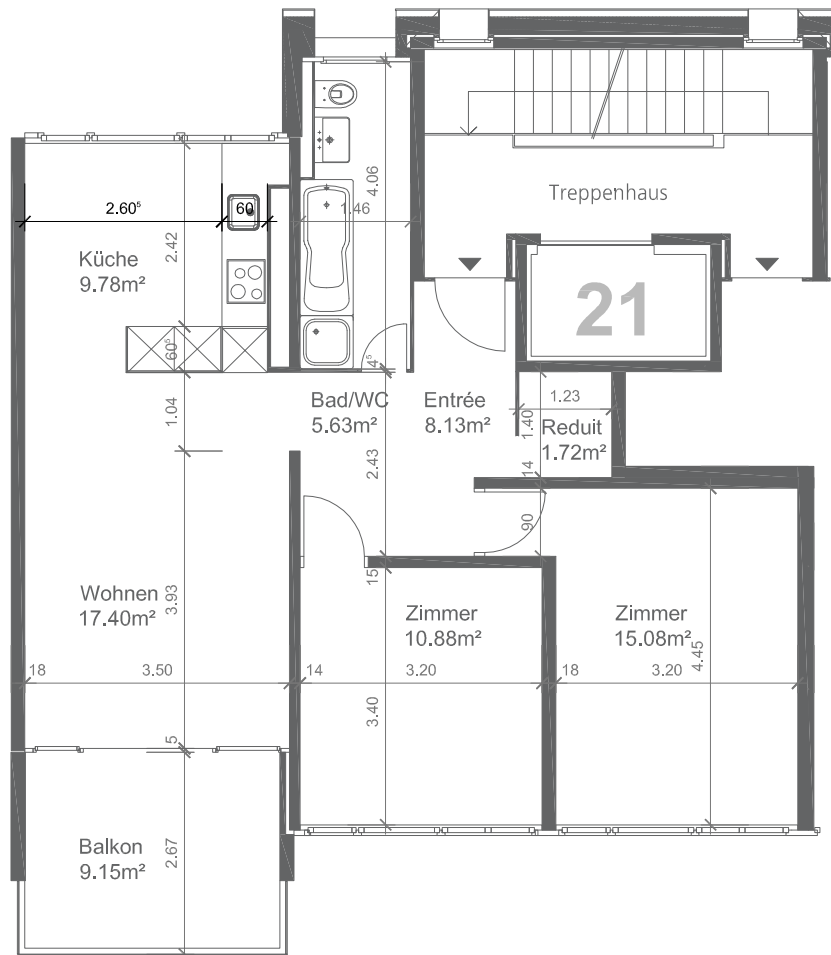 4.06
Treppenhaus
2.60⁵
60
1.46
2.42
Küche
9.78m²
21
60⁵
4⁵
1.04
Bad/WC
5.63m²
Entrée
8.13m²
1.23
1.40
Reduit
1.72m²
14
2.43
90
15
Wohnen
17.40m²
3.93
Zimmer
10.88m²
Zimmer
15.08m²
4.45
18
3.50
14
3.20
18
3.20
3.40
5
Balkon
9.15m²
2.67